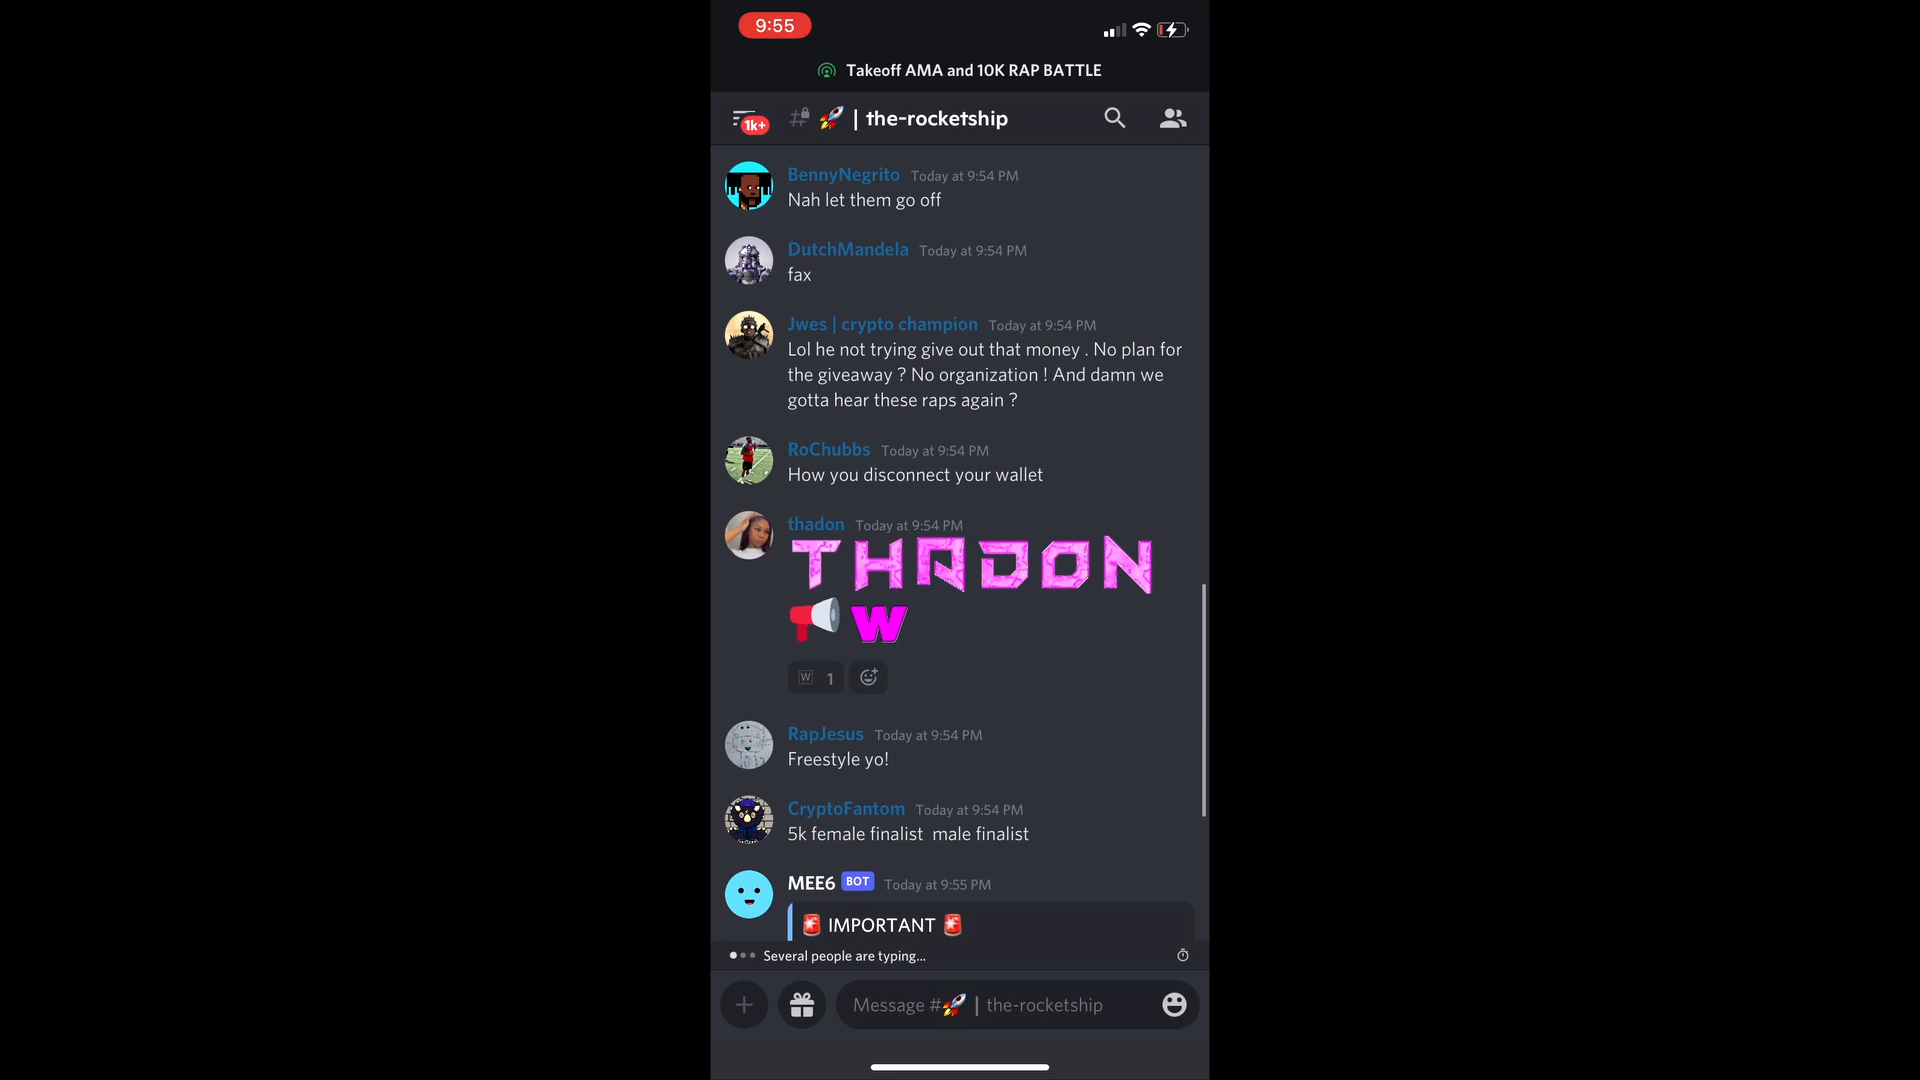 9:55
Takeoff AMA and 10K RAP BATTLE
1k+
# 🚀 | the-rocketship
BennyNegrito Today at 9:54 PM
Nah let them go off
DutchMandela Today at 9:54 PM
fax
Jwes | crypto champion Today at 9:54 PM
Lol he not trying give out that money . No plan for
the giveaway ? No organization ! And damn we
gotta hear these raps again ?
RoChubbs Today at 9:54 PM
How you disconnect your wallet
thadon Today at 9:54 PM
THADON
📢 W
W 1
RapJesus Today at 9:54 PM
Freestyle yo!
CryptoFantom Today at 9:54 PM
5k female finalist male finalist
MEE6 BOT Today at 9:55 PM
🚨 IMPORTANT 🚨
Several people are typing...
Message #🚀 | the-rocketship